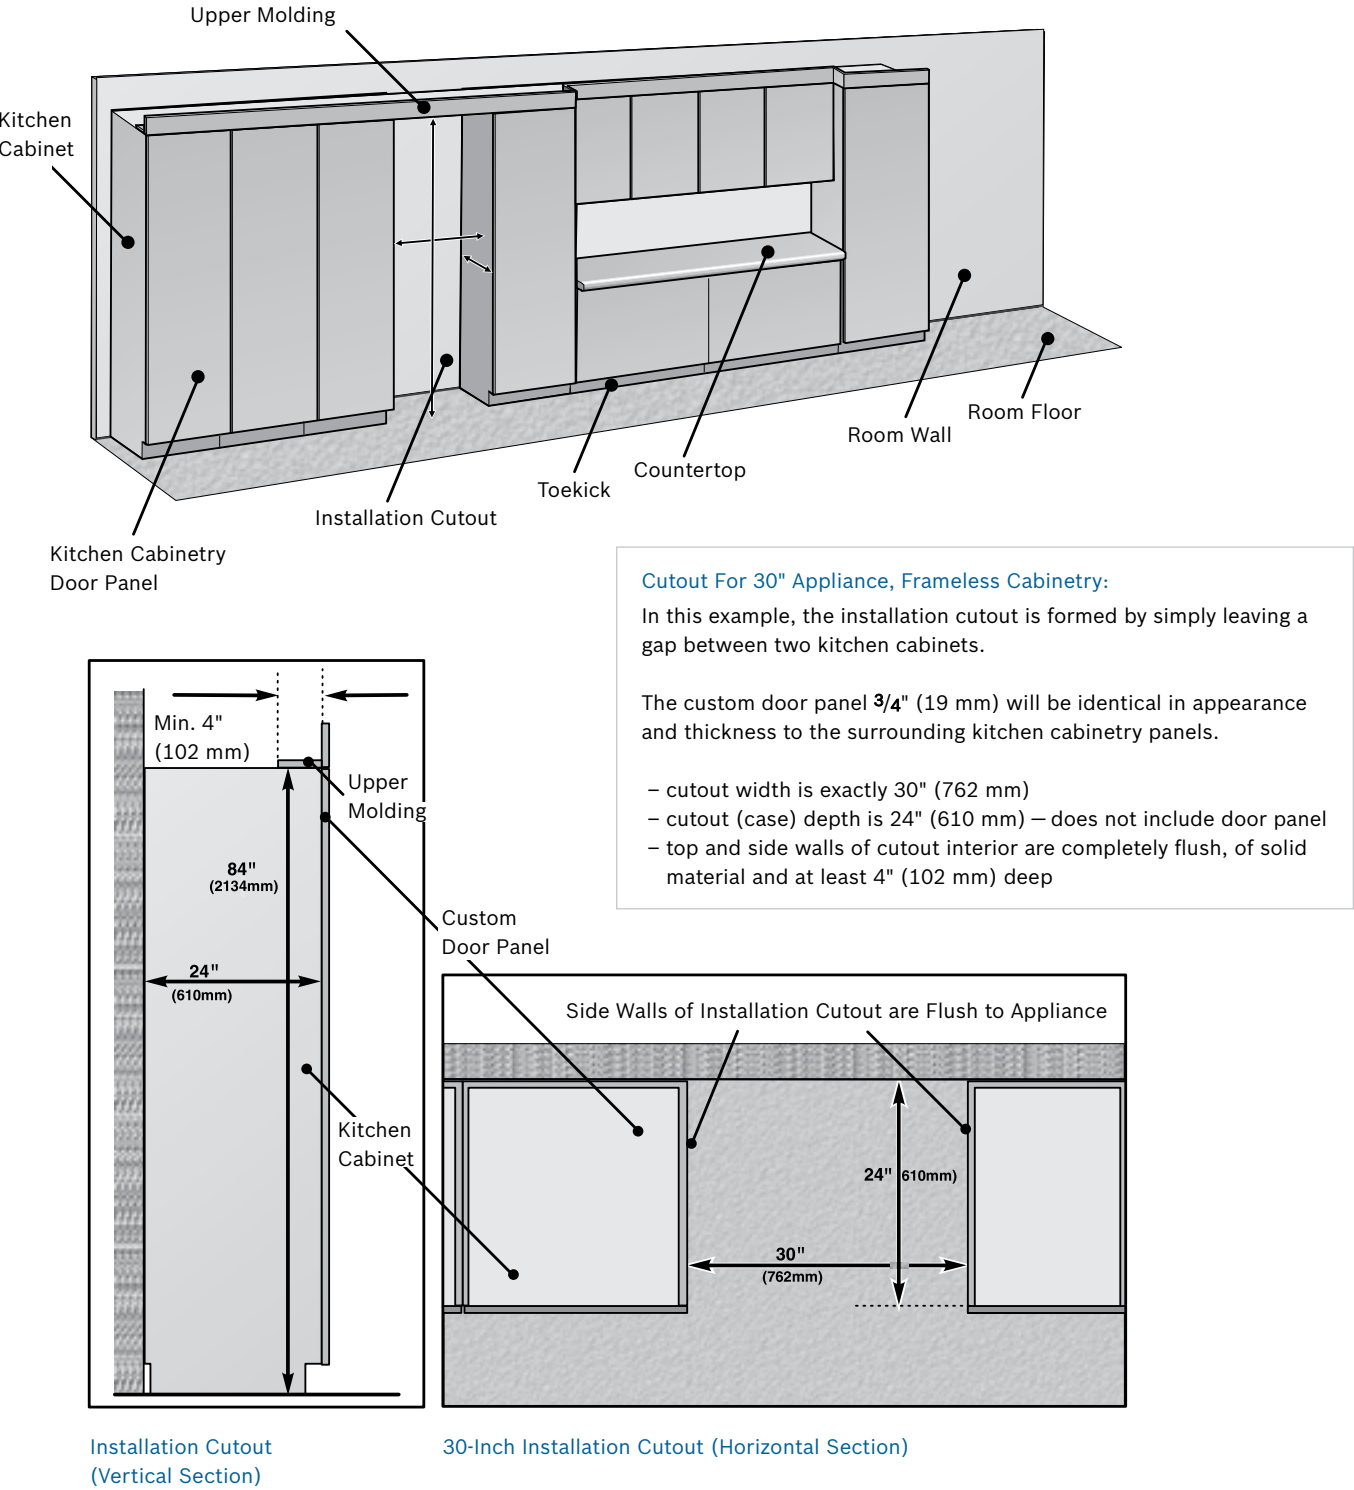 Upper Molding
Kitchen
Cabinet
Room Floor
Room Wall
Countertop
Toekick
Installation Cutout
Kitchen Cabinetry
Door Panel
Cutout For 30" Appliance, Frameless Cabinetry:
In this example, the installation cutout is formed by simply leaving a
gap between two kitchen cabinets.
The custom door panel 3/4" (19 mm) will be identical in appearance
and thickness to the surrounding kitchen cabinetry panels.
– cutout width is exactly 30" (762 mm)
– cutout (case) depth is 24" (610 mm) — does not include door panel
– top and side walls of cutout interior are completely flush, of solid
material and at least 4" (102 mm) deep
Min. 4"
(102 mm)
Upper
Molding
84"
(2134mm)
Custom
Door Panel
24"
(610mm)
Side Walls of Installation Cutout are Flush to Appliance
Kitchen
Cabinet
24" 610mm)
30"
(762mm)
Installation Cutout
(Vertical Section)
30-Inch Installation Cutout (Horizontal Section)